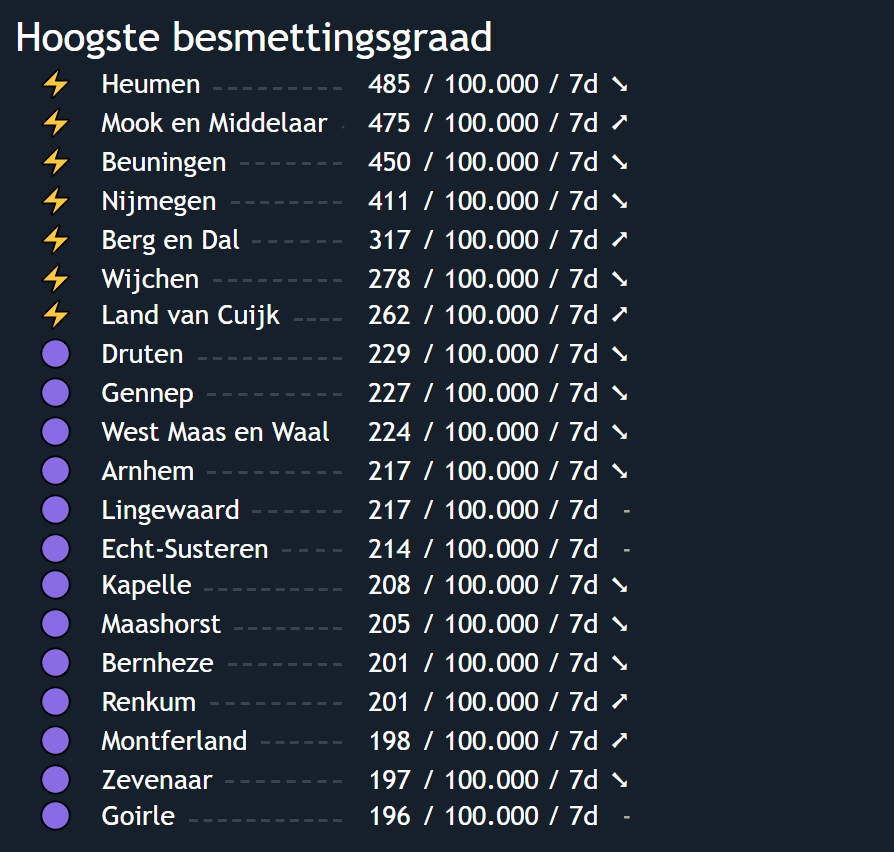 Hoogste besmettingsgraad
⚡ Heumen 485 / 100.000 / 7d ➘
⚡ Mook en Middelaar 475 / 100.000 / 7d ➚
⚡ Beuningen 450 / 100.000 / 7d ➘
⚡ Nijmegen 411 / 100.000 / 7d ➘
⚡ Berg en Dal 317 / 100.000 / 7d ➚
⚡ Wijchen 278 / 100.000 / 7d ➘
⚡ Land van Cuijk 262 / 100.000 / 7d ➚
🟣 Druten 229 / 100.000 / 7d ➘
🟣 Gennep 227 / 100.000 / 7d ➘
🟣 West Maas en Waal 224 / 100.000 / 7d ➘
🟣 Arnhem 217 / 100.000 / 7d ➘
🟣 Lingewaard 217 / 100.000 / 7d -
🟣 Echt-Susteren 214 / 100.000 / 7d -
🟣 Kapelle 208 / 100.000 / 7d ➘
🟣 Maashorst 205 / 100.000 / 7d ➘
🟣 Bernheze 201 / 100.000 / 7d ➘
🟣 Renkum 201 / 100.000 / 7d ➚
🟣 Montferland 198 / 100.000 / 7d ➚
🟣 Zevenaar 197 / 100.000 / 7d ➘
🟣 Goirle 196 / 100.000 / 7d -